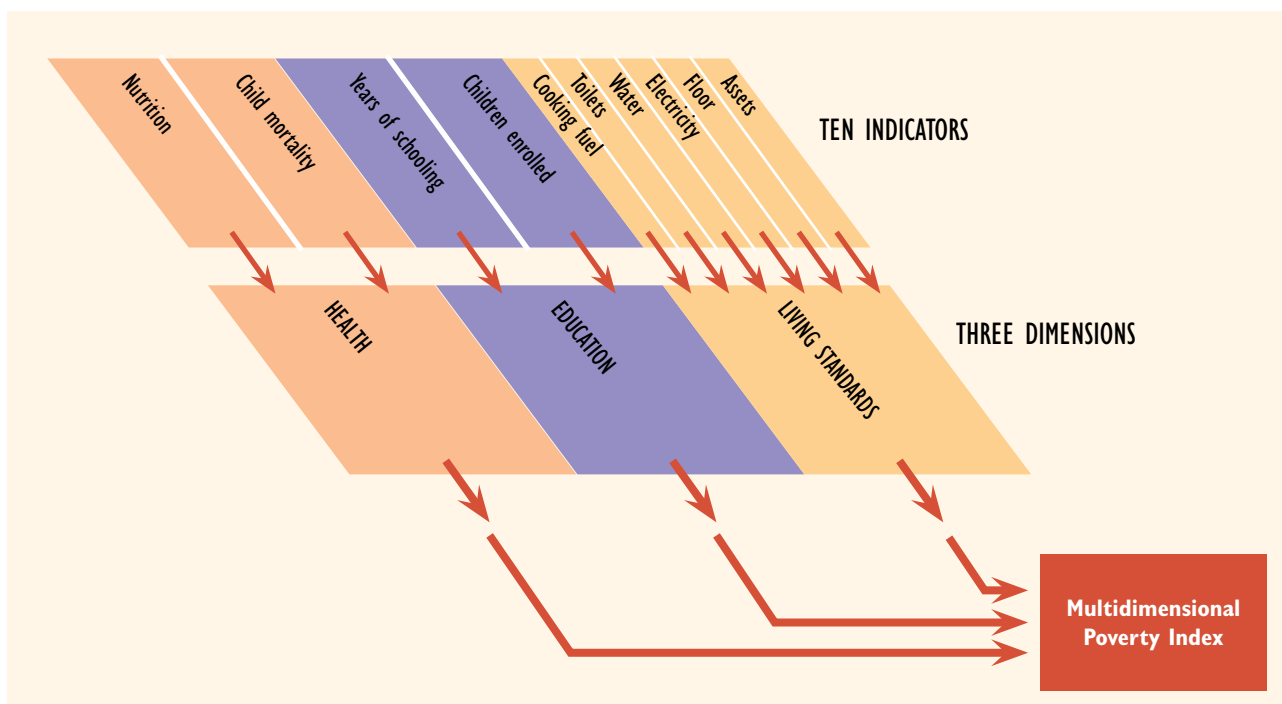 Nutrition
Child mortality
Years of schooling
Children enrolled
Cooking fuel
Toilets
Water
Electricity
Floor
Assets
TEN INDICATORS
HEALTH
EDUCATION
LIVING STANDARDS
THREE DIMENSIONS
Multidimensional
Poverty Index